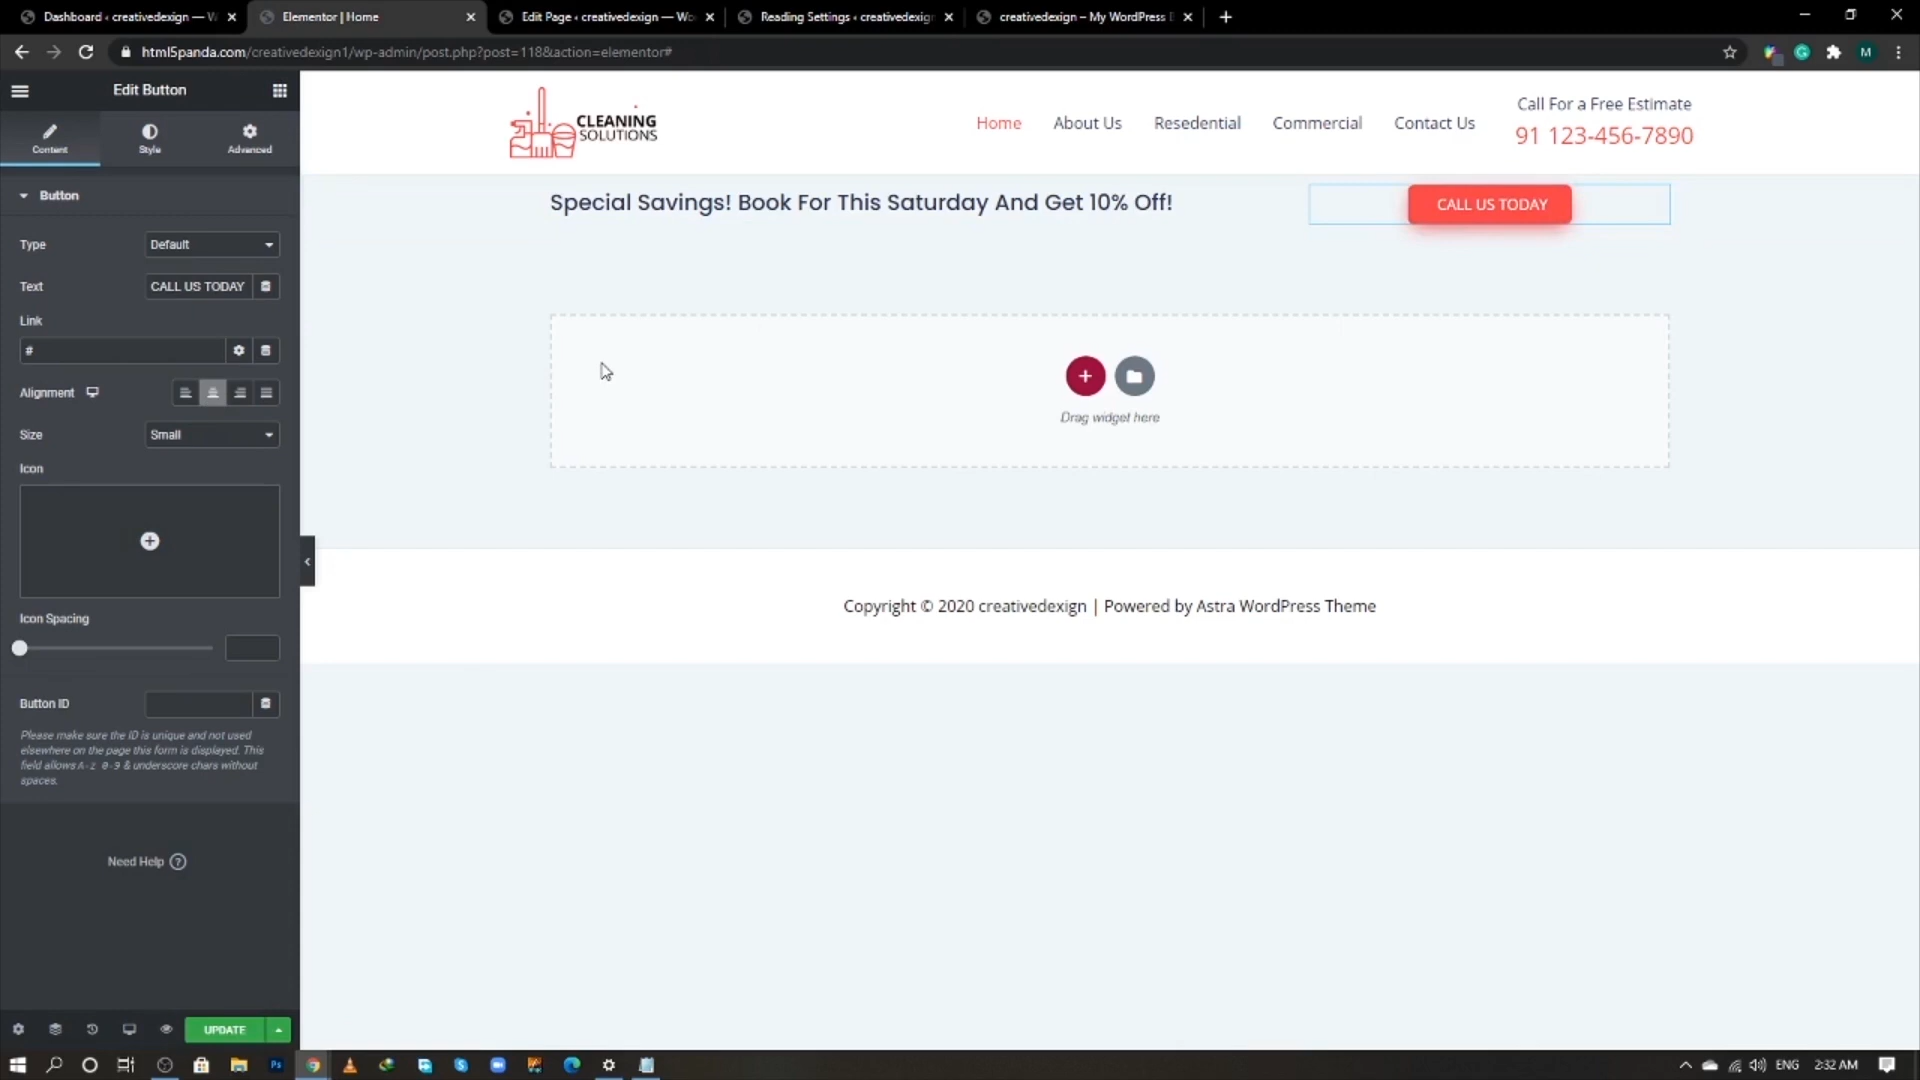 Dashboard ‹ creativedexign — W
Elementor | Home
Edit Page ‹ creativedexign — Wo
Reading Settings ‹ creativedexign
creativedexign – My WordPress B
html5panda.com/creativedexign1/wp-admin/post.php?post=118&action=elementor#
M
Edit Button
Content
Style
Advanced
Button
Type
Default
Text
CALL US TODAY
Link
#
Alignment
Size
Small
Icon
Icon Spacing
Button ID
Please make sure the ID is unique and not used
elsewhere on the page this form is displayed. This
field allows A-z 0-9 & underscore chars without
spaces.
Need Help ?
UPDATE
CLEANING
SOLUTIONS
Home
About Us
Resedential
Commercial
Contact Us
Call For a Free Estimate
91 123-456-7890
Special Savings! Book For This Saturday And Get 10% Off!
CALL US TODAY
Drag widget here
Copyright © 2020 creativedexign | Powered by Astra WordPress Theme
Ps
ENG
2:32 AM